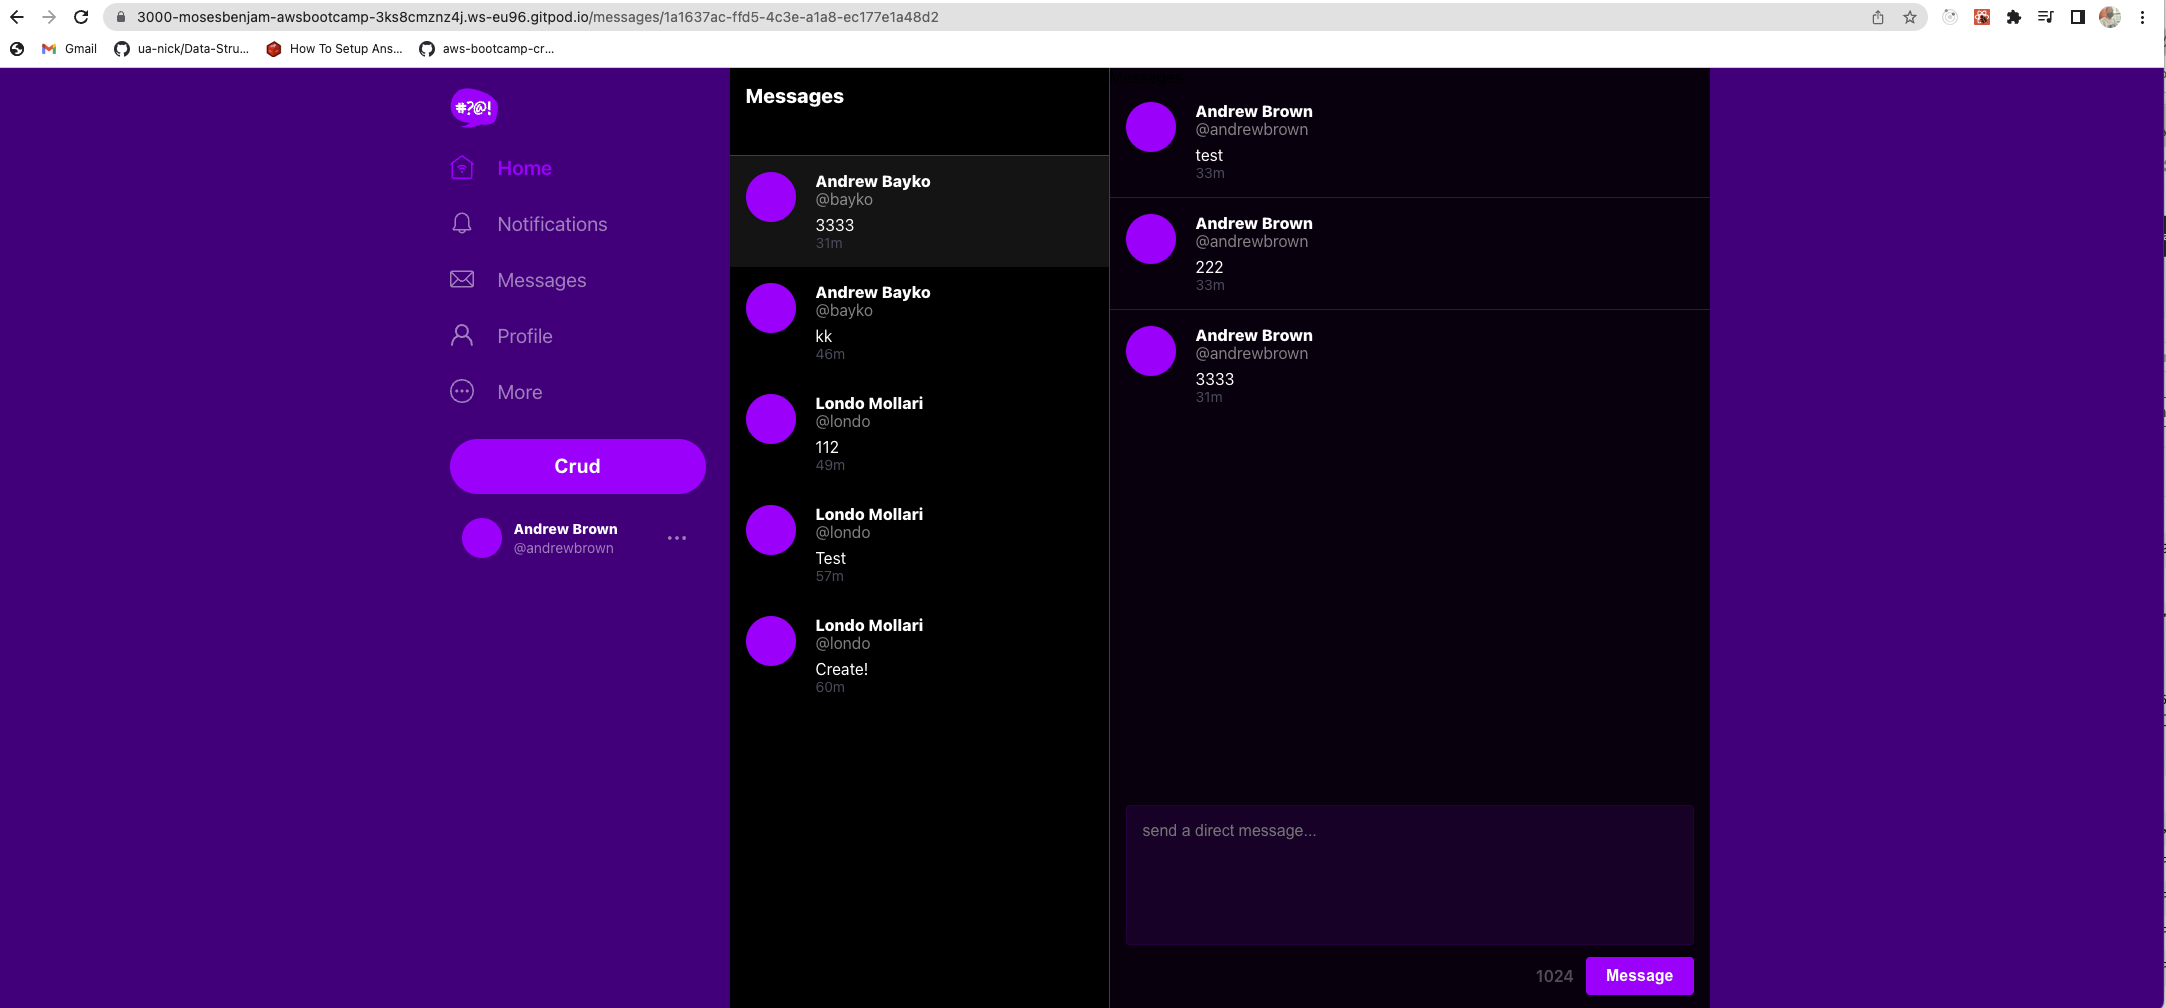 3000-mosesbenjam-awsbootcamp-3ks8cmznz4j.ws-eu96.gitpod.io/messages/1a1637ac-ffd5-4c3e-a1a8-ec177e1a48d2
Gmail
ua-nick/Data-Stru...
How To Setup Ans...
aws-bootcamp-cr...
#?@!
Home
Notifications
Messages
Profile
More
Crud
Andrew Brown
@andrewbrown
Messages
Andrew Bayko
@bayko
3333
31m
Andrew Bayko
@bayko
kk
46m
Londo Mollari
@londo
112
49m
Londo Mollari
@londo
Test
57m
Londo Mollari
@londo
Create!
60m
Andrew Brown
@andrewbrown
test
33m
Andrew Brown
@andrewbrown
222
33m
Andrew Brown
@andrewbrown
3333
31m
send a direct message...
1024
Message